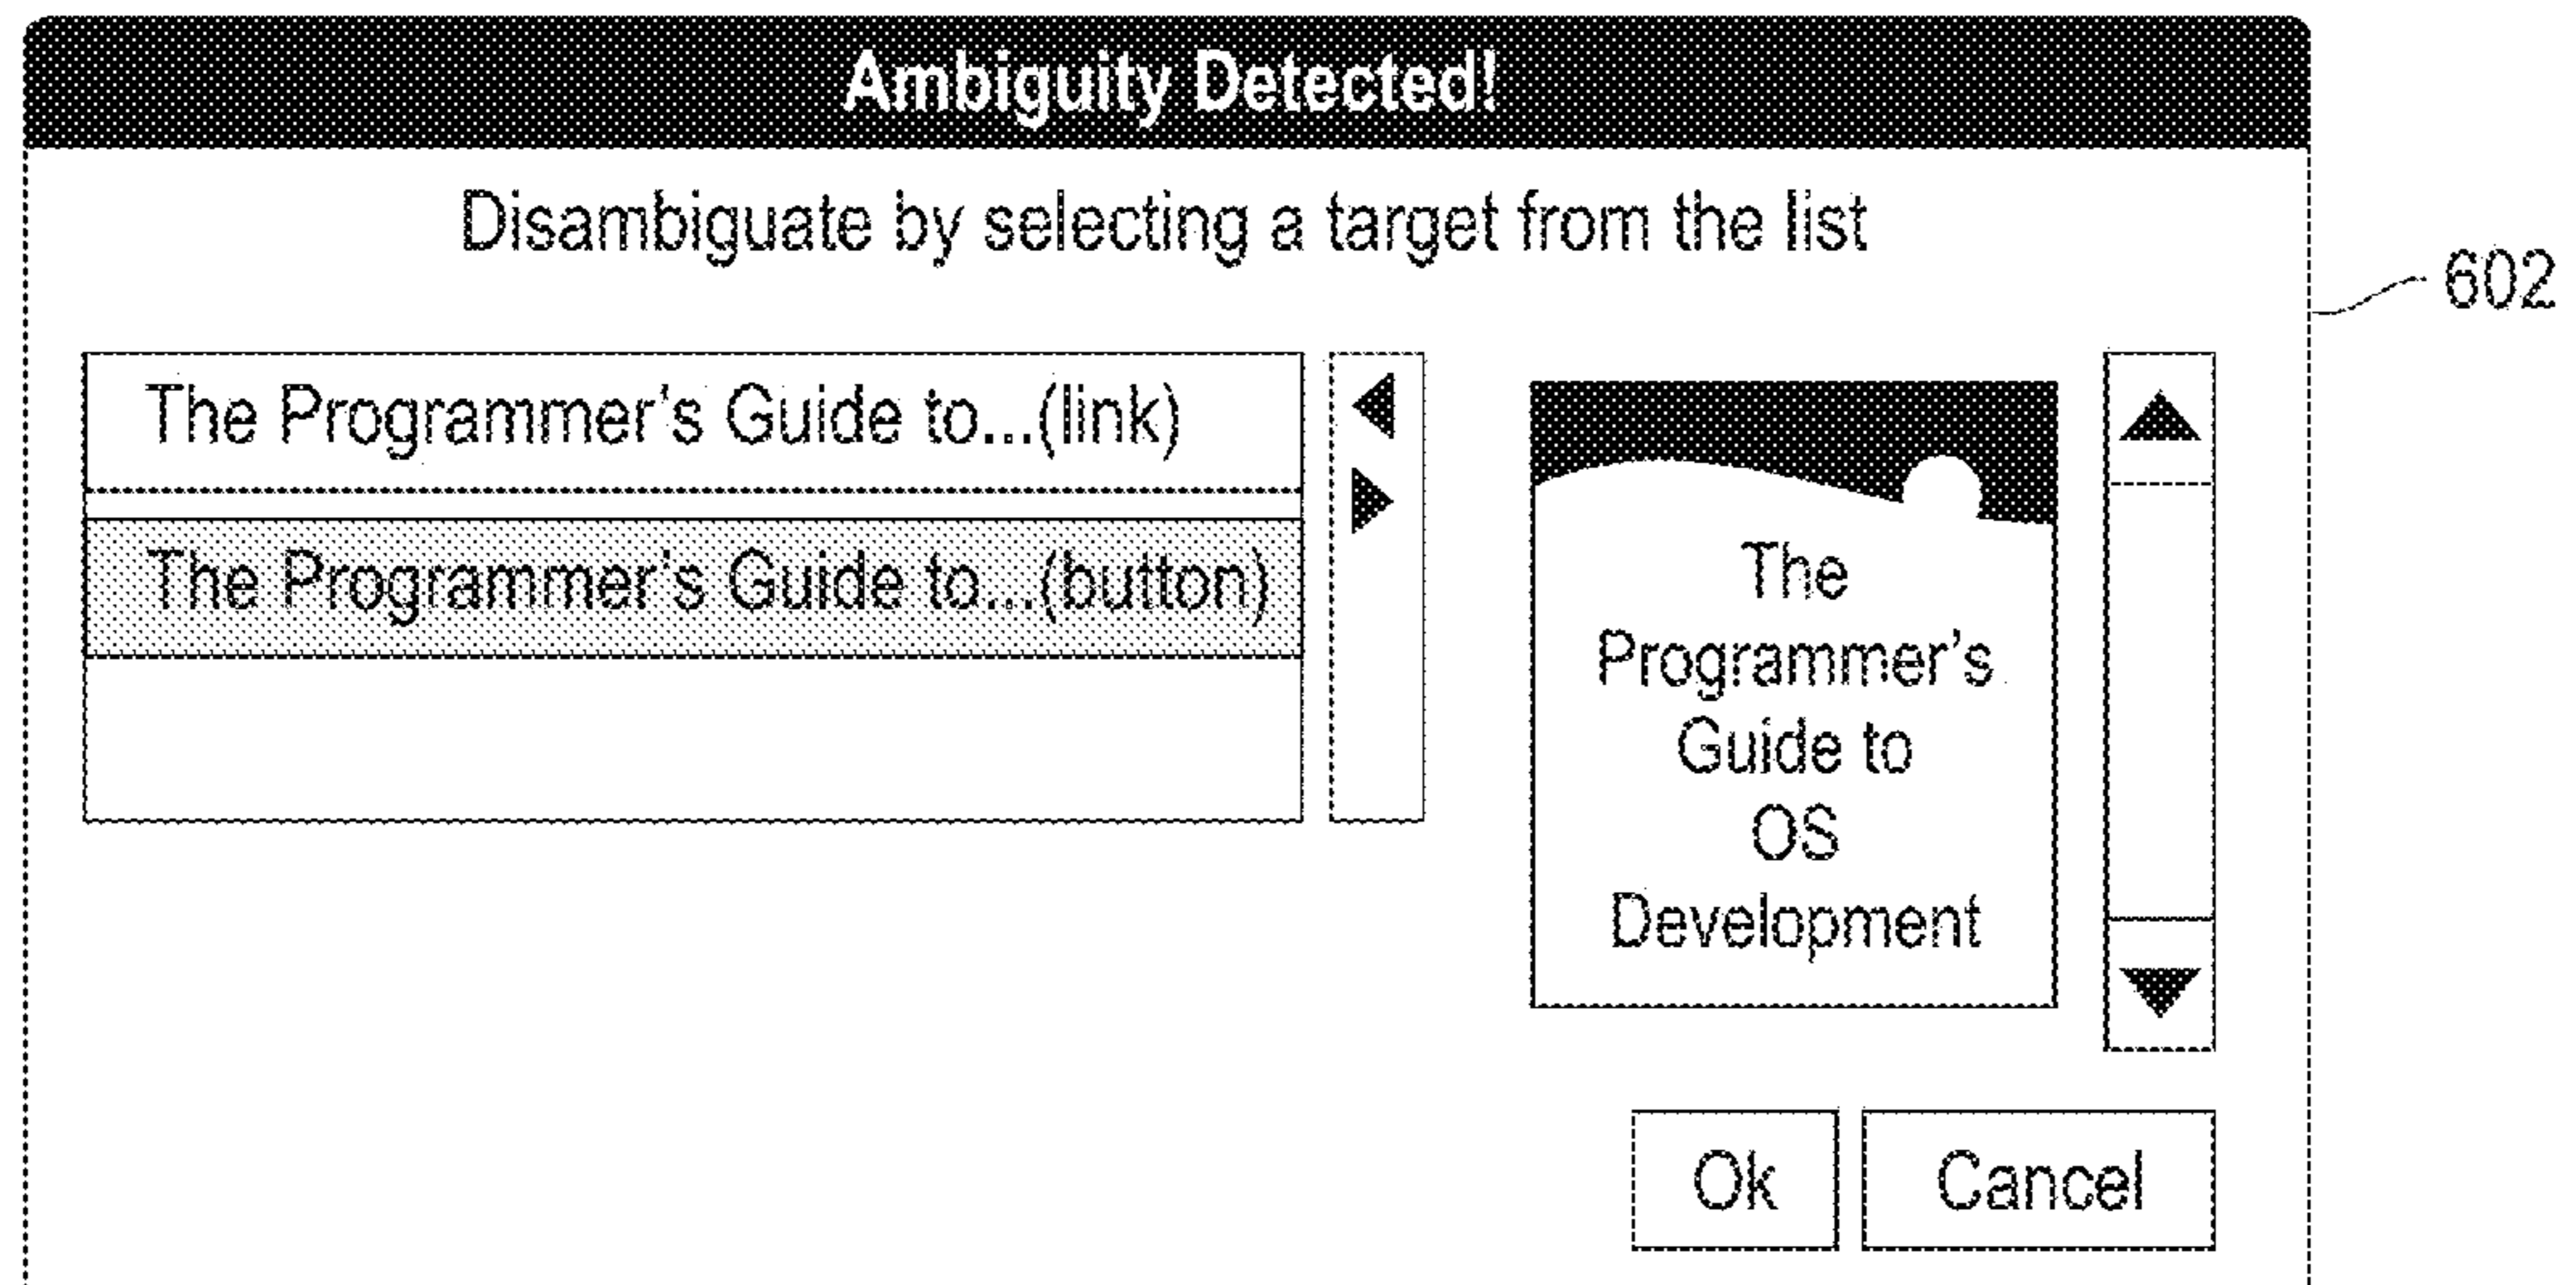 Ambiguity Detected!
Disambiguate by selecting a target from the list
602
The Programmer's Guide to...(link)
The Programmer's Guide to...(button)
The
Programmer's
Guide to
OS
Development
Ok
Cancel